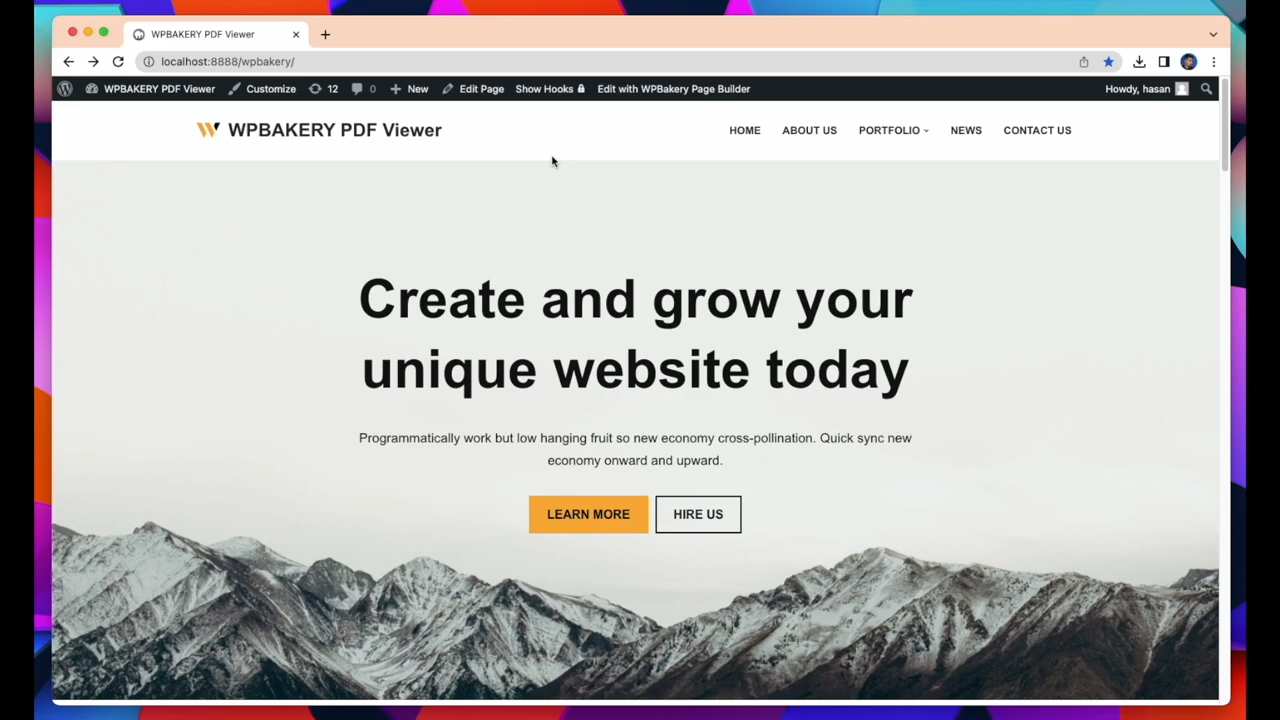 WPBAKERY PDF Viewer
localhost:8888/wpbakery/
WPBAKERY PDF Viewer Customize 12 0 New Edit Page Show Hooks Edit with WPBakery Page Builder Howdy, hasan
WPBAKERY PDF Viewer HOME ABOUT US PORTFOLIO NEWS CONTACT US
Create and grow your
unique website today
Programmatically work but low hanging fruit so new economy cross-pollination. Quick sync new
economy onward and upward.
LEARN MORE HIRE US